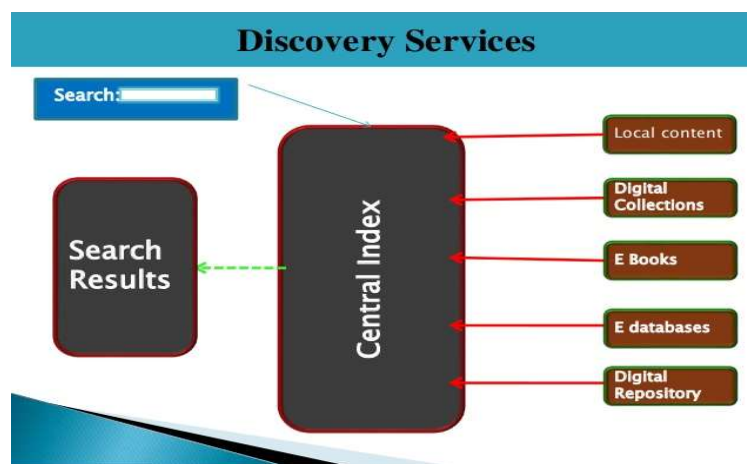 Discovery Services
Search:
Search
Results
Central Index
Local content
Digital
Collections
E Books
E databases
Digital
Repository